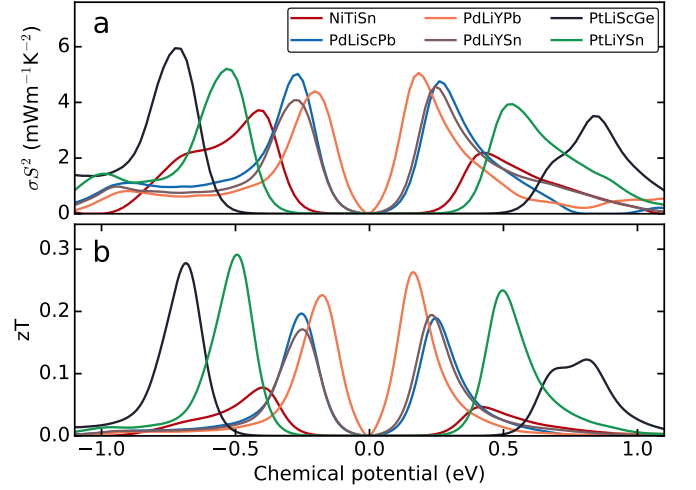 a
NiTiSn PdLiYPb PtLiScGe
PdLiScPb PdLiYSn PtLiYSn
σS² (mWm⁻¹K⁻²)
6
4
2
0
b
zT
0.3
0.2
0.1
0.0
−1.0 −0.5 0.0 0.5 1.0
Chemical potential (eV)